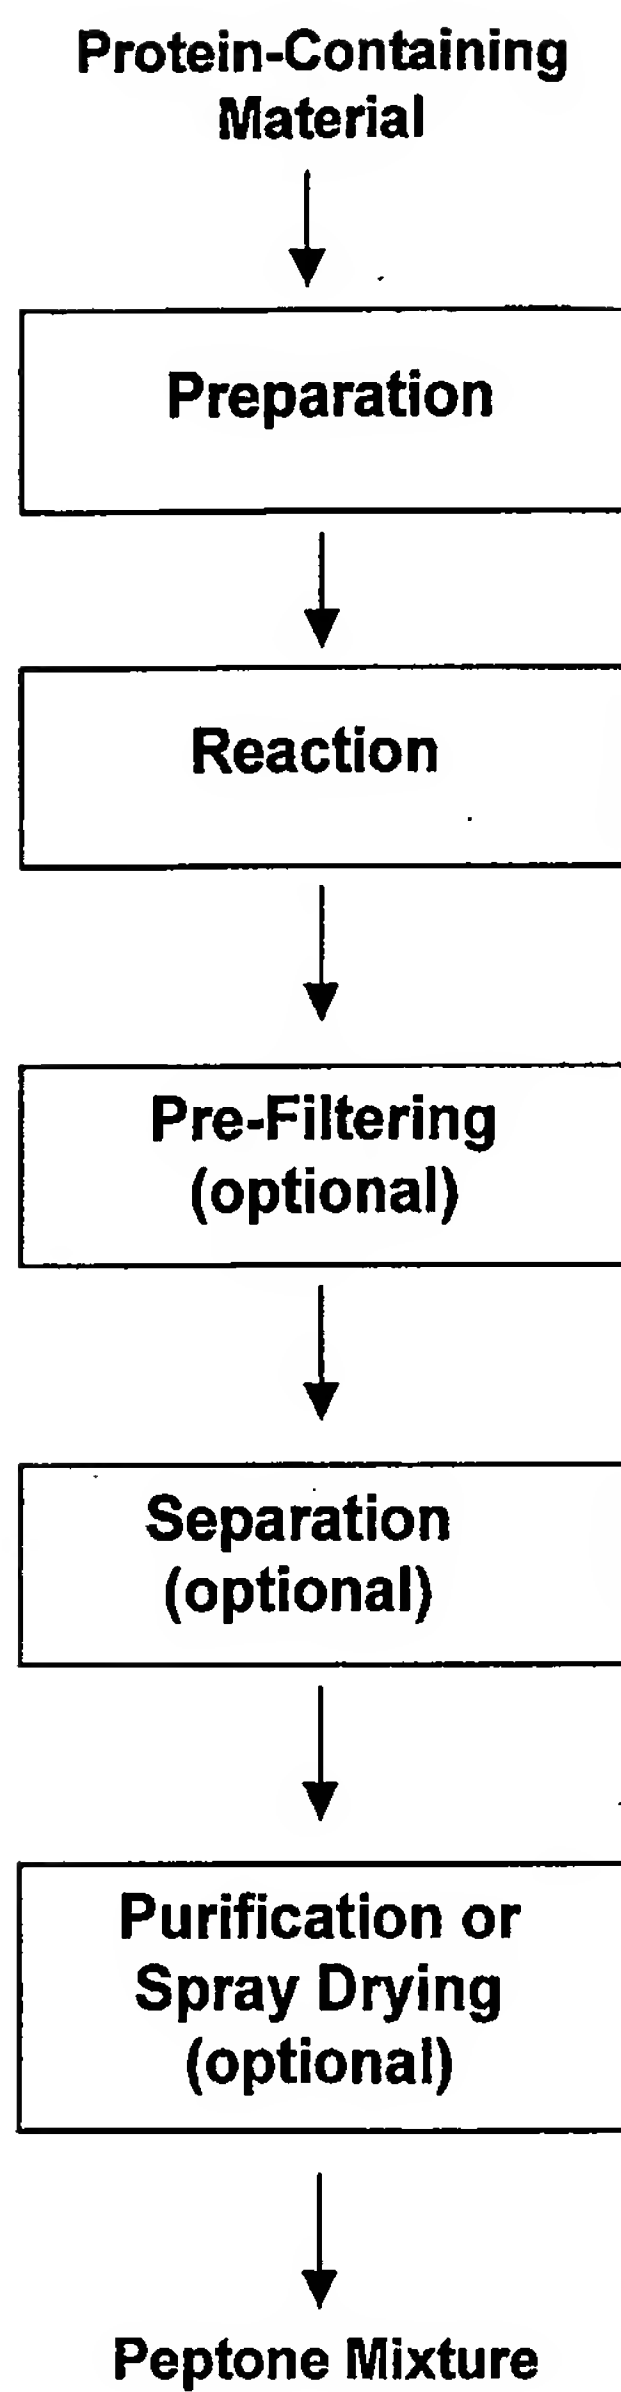 Protein-Containing
Material
Preparation
Reaction
Pre-Filtering
(optional)
Separation
(optional)
Purification or
Spray Drying
(optional)
Peptone Mixture